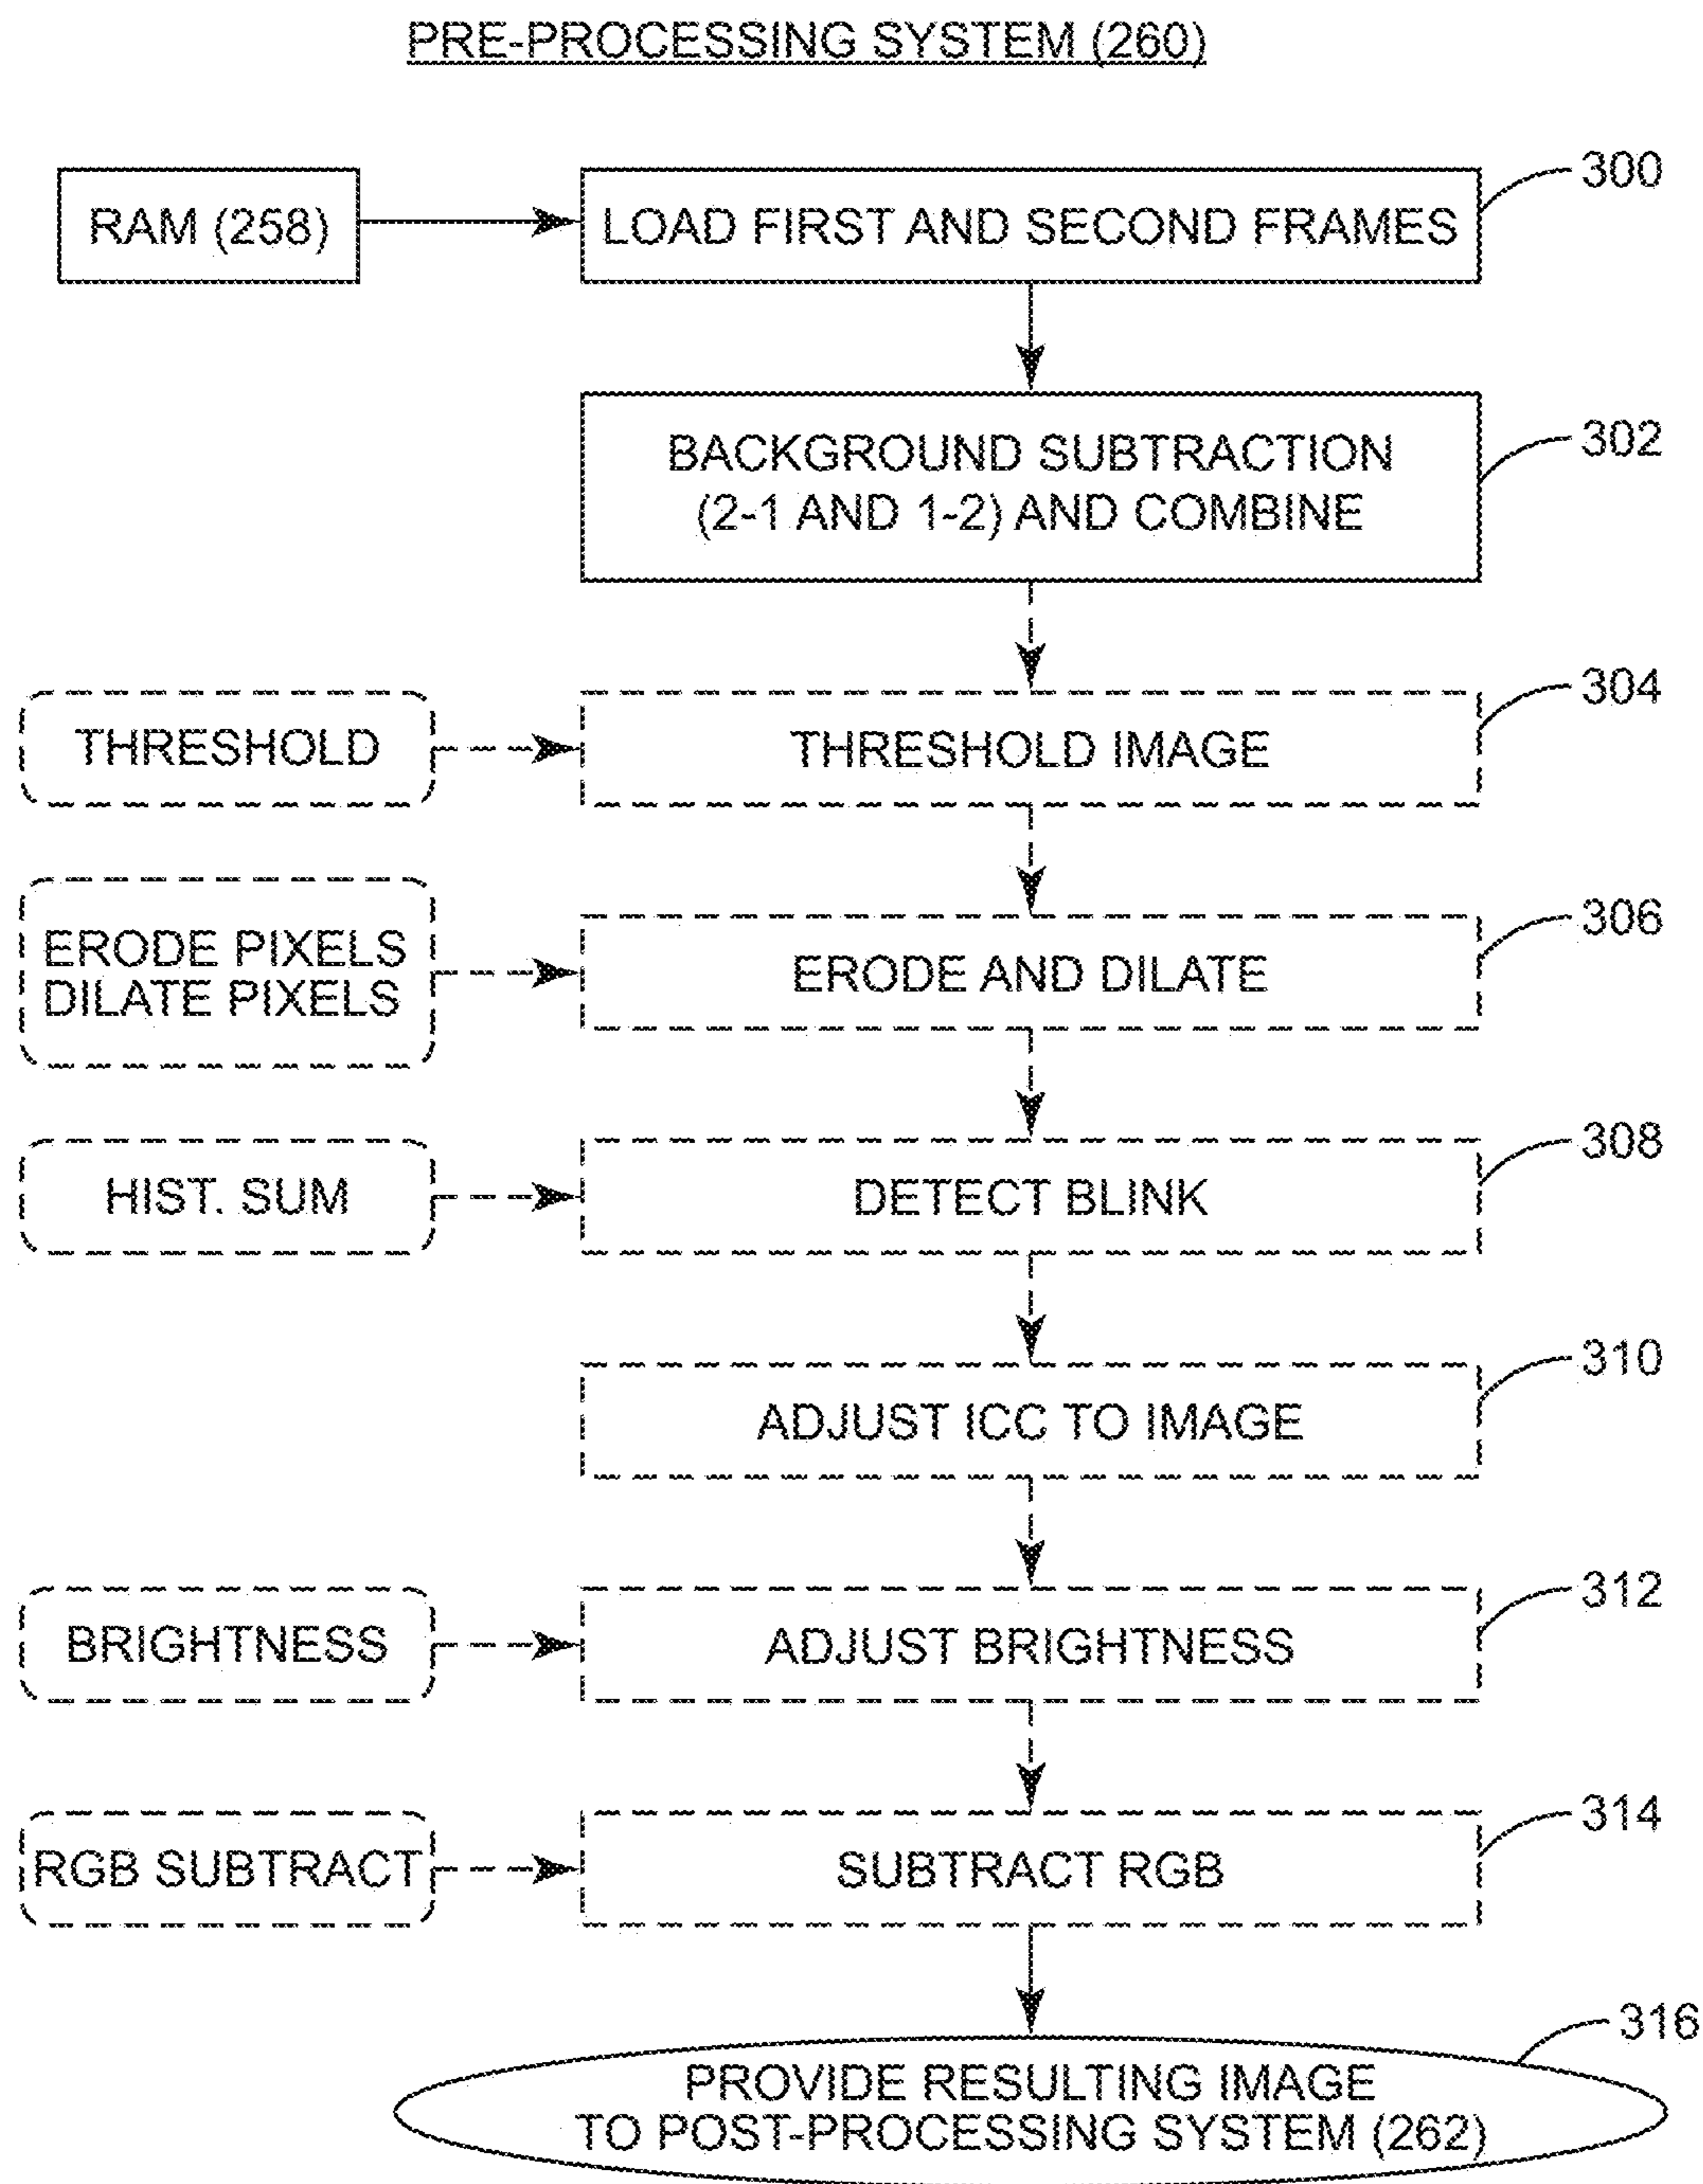 PRE-PROCESSING SYSTEM (260)
300
RAM (258)
LOAD FIRST AND SECOND FRAMES
302
BACKGROUND SUBTRACTION
(2-1 AND 1-2) AND COMBINE
304
THRESHOLD
THRESHOLD IMAGE
306
ERODE PIXELS
DILATE PIXELS
ERODE AND DILATE
308
HIST. SUM
DETECT BLINK
310
ADJUST ICC TO IMAGE
312
BRIGHTNESS
ADJUST BRIGHTNESS
314
RGB SUBTRACT
SUBTRACT RGB
316
PROVIDE RESULTING IMAGE
TO POST-PROCESSING SYSTEM (262)